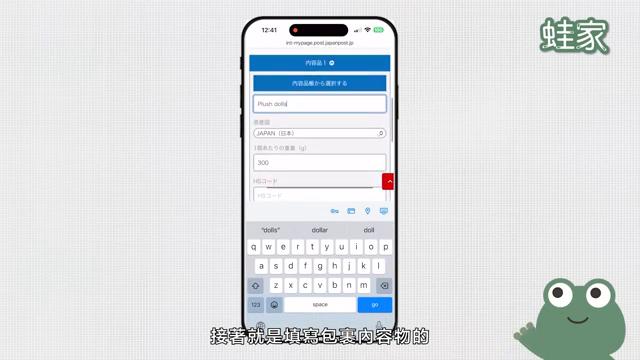 蛙家
12:41
int-mypage.post.japanpost.jp
内容品 1
内容品帳から選択する
Plush dolls
原産国
JAPAN (日本)
1個あたりの重量 (g)
300
HSコード
HSコード
"dolls" dollar doll
q w e r t y u i o p
a s d f g h j k l
z x c v b n m
123 space go
接著就是填寫包裹內容物的